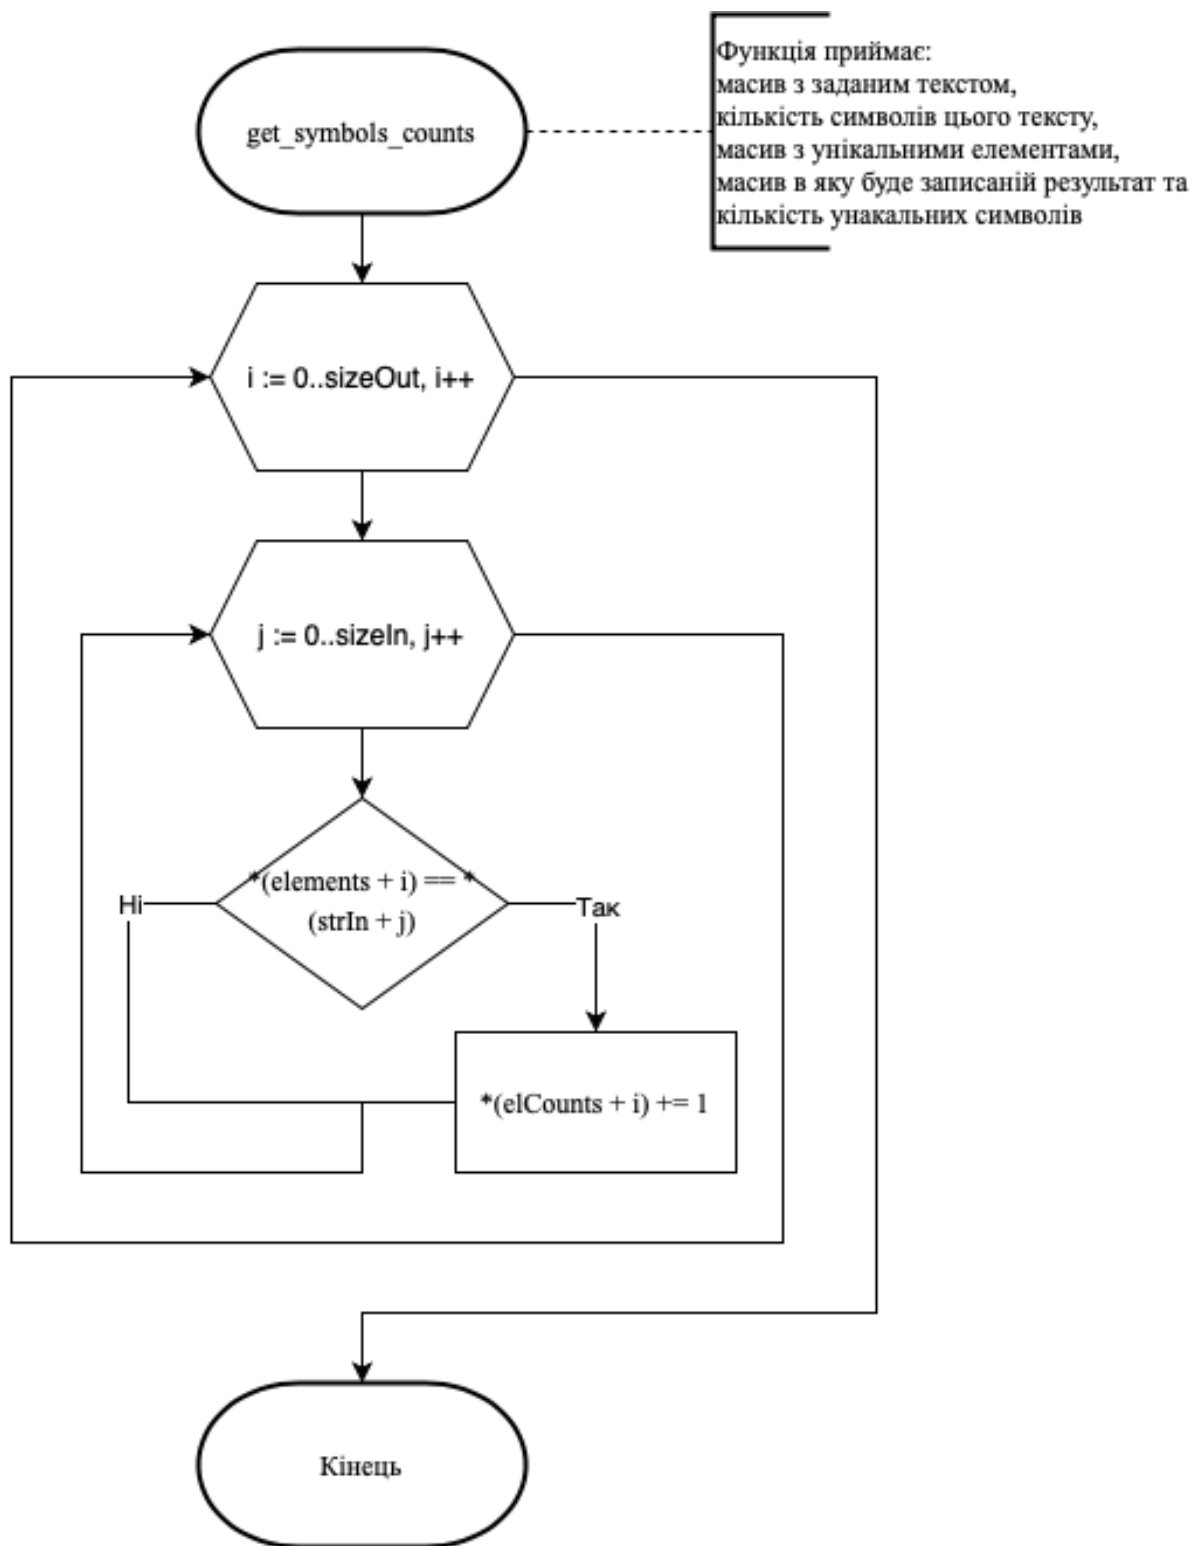 get_symbols_counts
Функція приймає:
масив з заданим текстом,
кількість символів цього тексту,
масив з унікальними елементами,
масив в яку буде записаній результат та
кількість унакальних символів
i := 0..sizeOut, i++
j := 0..sizeIn, j++
*(elements + i) == *
(strIn + j)
Ні
Так
*(elCounts + i) += 1
Кінець